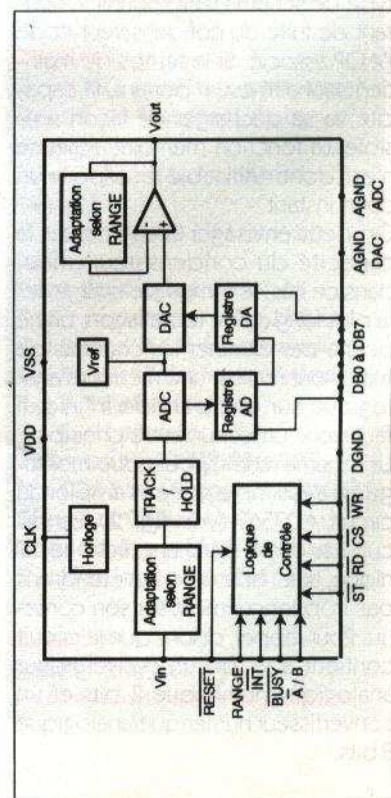 CLK
VDD
VSS
Horloge
Vref
Adaptation selon
RANGE
Vout
Vin
Adaptation selon
RANGE
TRACK
HOLD
ADC
DAC
-
+
Registre
AD
Registre
DA
RESET
RANGE
INT
BUSY
A / B
Logique
de
Contrôle
ST
RD
CS
WR
DGND
DB0 à DB7
AGND
DAC
AGND
ADC